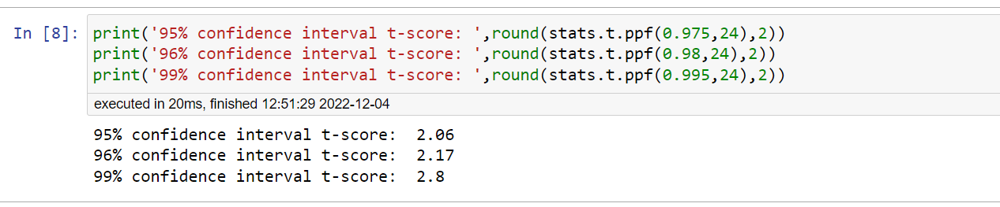 In [8]: print('95% confidence interval t-score: ',round(stats.t.ppf(0.975,24),2))
print('96% confidence interval t-score: ',round(stats.t.ppf(0.98,24),2))
print('99% confidence interval t-score: ',round(stats.t.ppf(0.995,24),2))
executed in 20ms, finished 12:51:29 2022-12-04
95% confidence interval t-score:  2.06
96% confidence interval t-score:  2.17
99% confidence interval t-score:  2.8